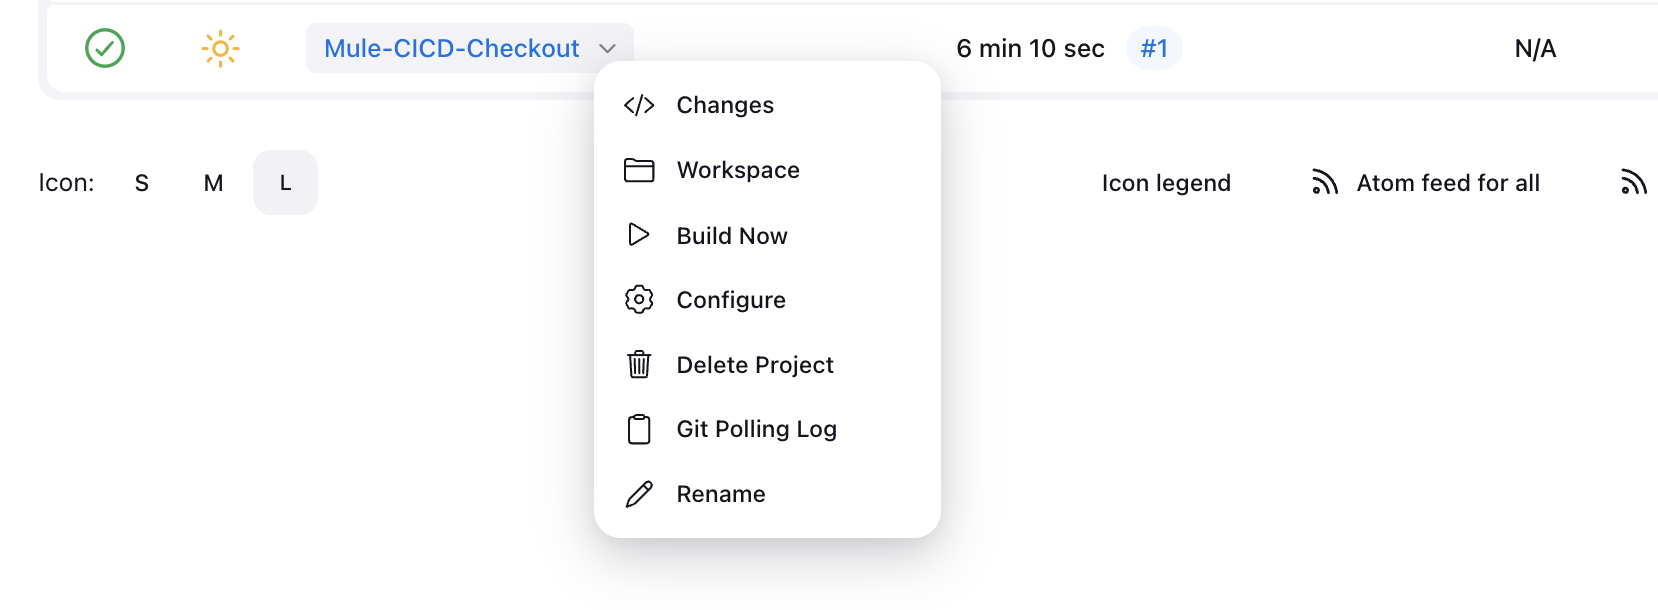 Mule-CICD-Checkout 6 min 10 sec #1 N/A
Changes
Workspace
Build Now
Configure
Delete Project
Git Polling Log
Rename
Icon: S M L Icon legend Atom feed for all